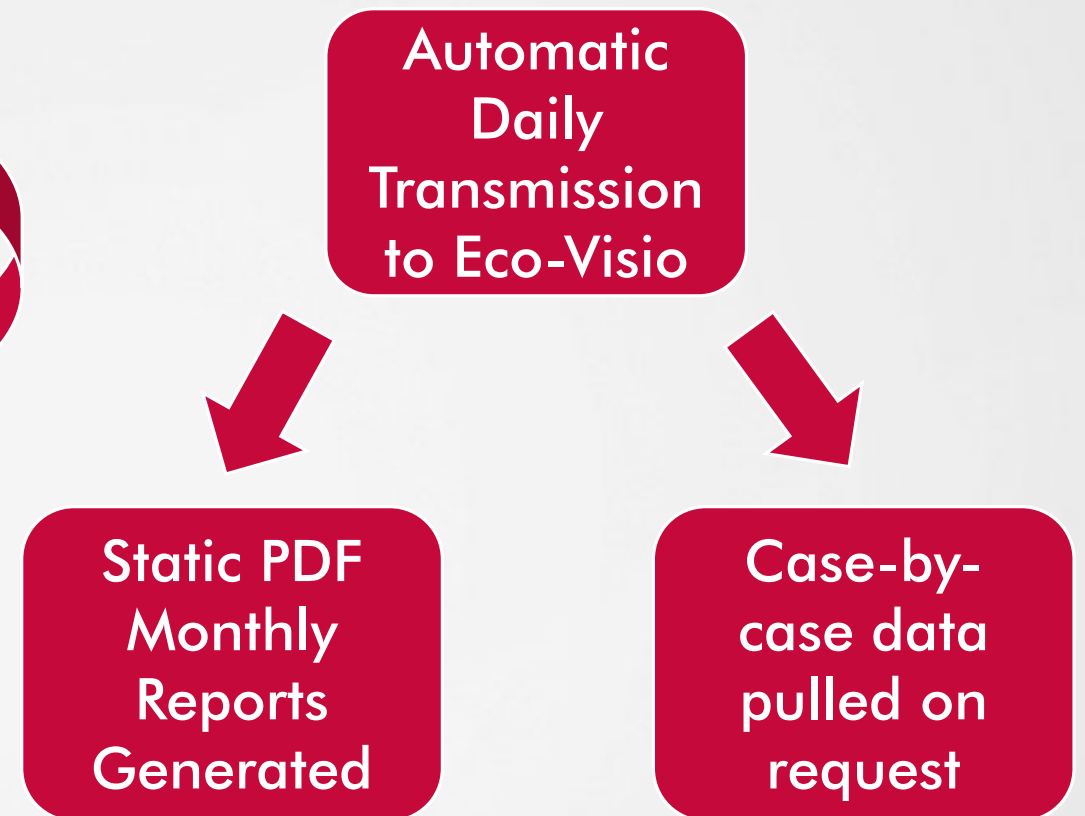 Automatic
Daily
Transmission
to Eco-Visio
Static PDF
Monthly
Reports
Generated
Case-by-
case data
pulled on
request